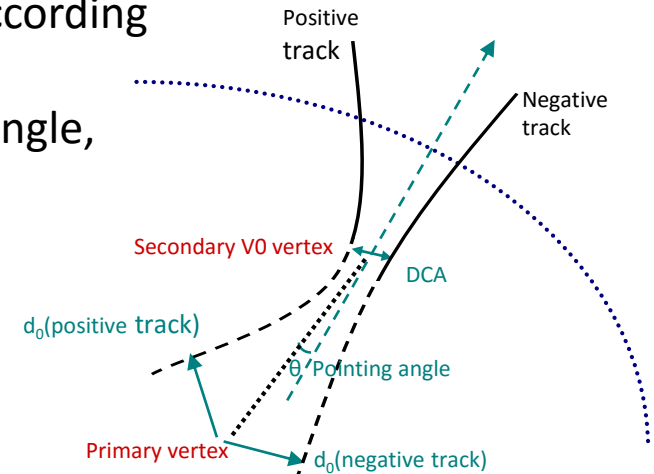 ccording
ngle,
Positive
track
Negative
track
Secondary V0 vertex
DCA
d₀(positive track)
θ Pointing angle
Primary vertex
d₀(negative track)